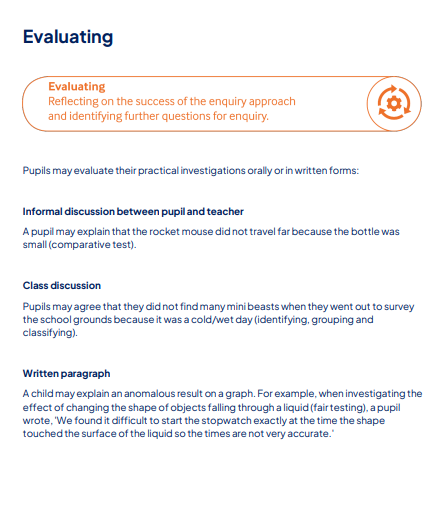 Evaluating
Evaluating
Reflecting on the success of the enquiry approach
and identifying further questions for enquiry.
Pupils may evaluate their practical investigations orally or in written forms:
Informal discussion between pupil and teacher
A pupil may explain that the rocket mouse did not travel far because the bottle was
small (comparative test).
Class discussion
Pupils may agree that they did not find many mini beasts when they went out to survey
the school grounds because it was a cold/wet day (identifying, grouping and
classifying).
Written paragraph
A child may explain an anomalous result on a graph. For example, when investigating the
effect of changing the shape of objects falling through a liquid (fair testing), a pupil
wrote, 'We found it difficult to start the stopwatch exactly at the time the shape
touched the surface of the liquid so the times are not very accurate.'